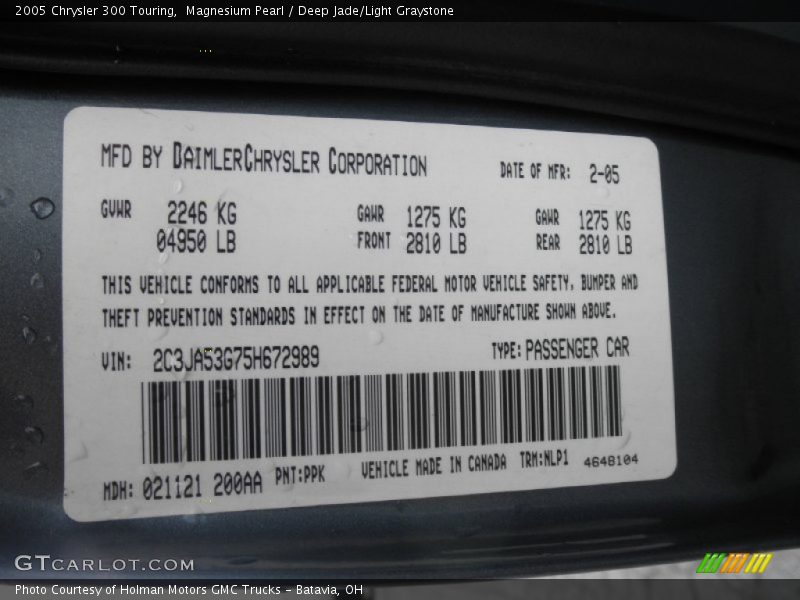 2005 Chrysler 300 Touring, Magnesium Pearl / Deep Jade/Light Graystone
MFD BY DAIMLERCHRYSLER CORPORATION DATE OF MFR: 2-05
GVWR 2246 KG GAWR 1275 KG GAWR 1275 KG
04950 LB FRONT 2810 LB REAR 2810 LB
THIS VEHICLE CONFORMS TO ALL APPLICABLE FEDERAL MOTOR VEHICLE SAFETY, BUMPER AND
THEFT PREVENTION STANDARDS IN EFFECT ON THE DATE OF MANUFACTURE SHOWN ABOVE.
VIN: 2C3JA53G75H672989 TYPE: PASSENGER CAR
MDH: 021121 200AA PNT:PPK VEHICLE MADE IN CANADA TRM:NLP1 4648104
GTCARLOT.COM
Photo Courtesy of Holman Motors GMC Trucks - Batavia, OH